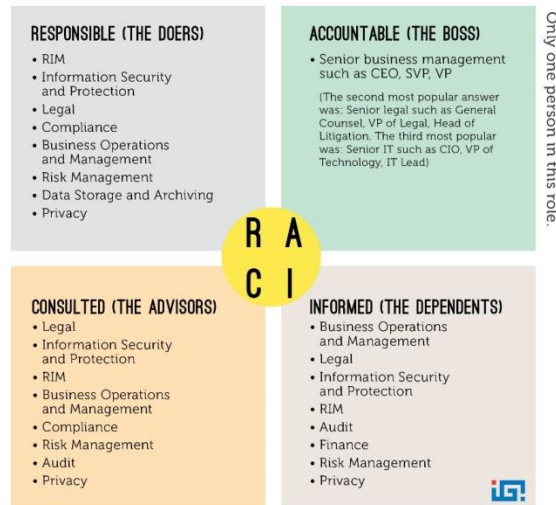 RESPONSIBLE (THE DOERS)
• RIM
• Information Security
and Protection
• Legal
• Compliance
• Business Operations
and Management
• Risk Management
• Data Storage and Archiving
• Privacy
ACCOUNTABLE (THE BOSS)
• Senior business management
such as CEO, SVP, VP
(The second most popular answer
was: Senior legal such as General
Counsel, VP of Legal, Head of
Litigation. The third most popular
was: Senior IT such as CIO, VP of
Technology, IT Lead)
Only one person in this role.
R A
C I
CONSULTED (THE ADVISORS)
• Legal
• Information Security
and Protection
• RIM
• Business Operations
and Management
• Compliance
• Risk Management
• Audit
• Privacy
INFORMED (THE DEPENDENTS)
• Business Operations
and Management
• Legal
• Information Security
and Protection
• RIM
• Audit
• Finance
• Risk Management
• Privacy
iG!